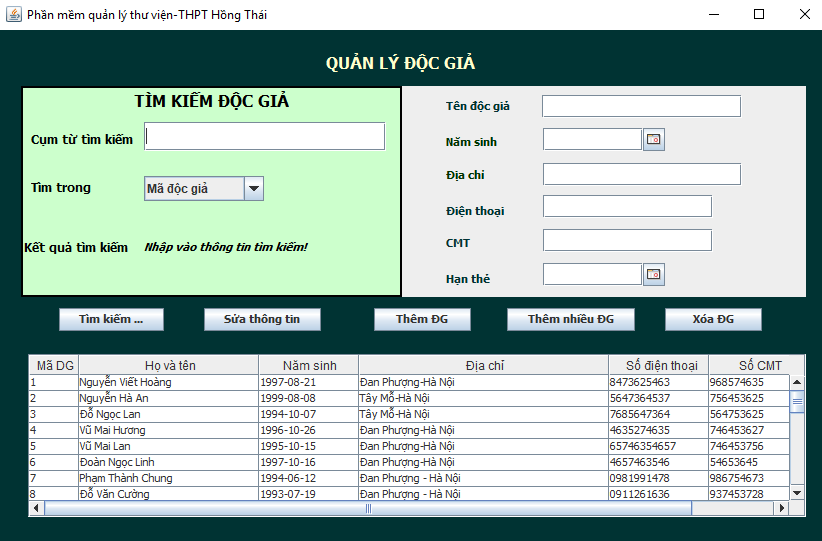 Phần mềm quản lý thư viện-THPT Hồng Thái
QUẢN LÝ ĐỘC GIẢ
TÌM KIẾM ĐỘC GIẢ
Cụm từ tìm kiếm
Tìm trong Mã độc giả
Kết quả tìm kiếm Nhập vào thông tin tìm kiếm!
Tên độc giả
Năm sinh
Địa chỉ
Điện thoại
CMT
Hạn thẻ
Tìm kiếm ... Sửa thông tin Thêm ĐG Thêm nhiều ĐG Xóa ĐG
Mã DG Họ và tên Năm sinh Địa chỉ Số điện thoại Số CMT
1 Nguyễn Viết Hoàng 1997-08-21 Đan Phượng-Hà Nội 8473625463 968574635
2 Nguyễn Hà An 1999-08-08 Tây Mỗ-Hà Nội 5647364537 756453625
3 Đỗ Ngọc Lan 1994-10-07 Tây Mỗ-Hà Nội 7685647364 564753625
4 Vũ Mai Hương 1996-10-26 Đan Phượng-Hà Nội 4635274635 746453627
5 Vũ Mai Lan 1995-10-15 Đan Phượng-Hà Nội 65746354657 746453756
6 Đoàn Ngọc Linh 1997-10-16 Đan Phượng-Hà Nội 4657463546 54653645
7 Phạm Thành Chung 1994-06-12 Đan Phượng - Hà Nội 0981991478 986754673
8 Đỗ Văn Cường 1993-07-19 Đan Phượng - Hà Nội 0911261636 937453728